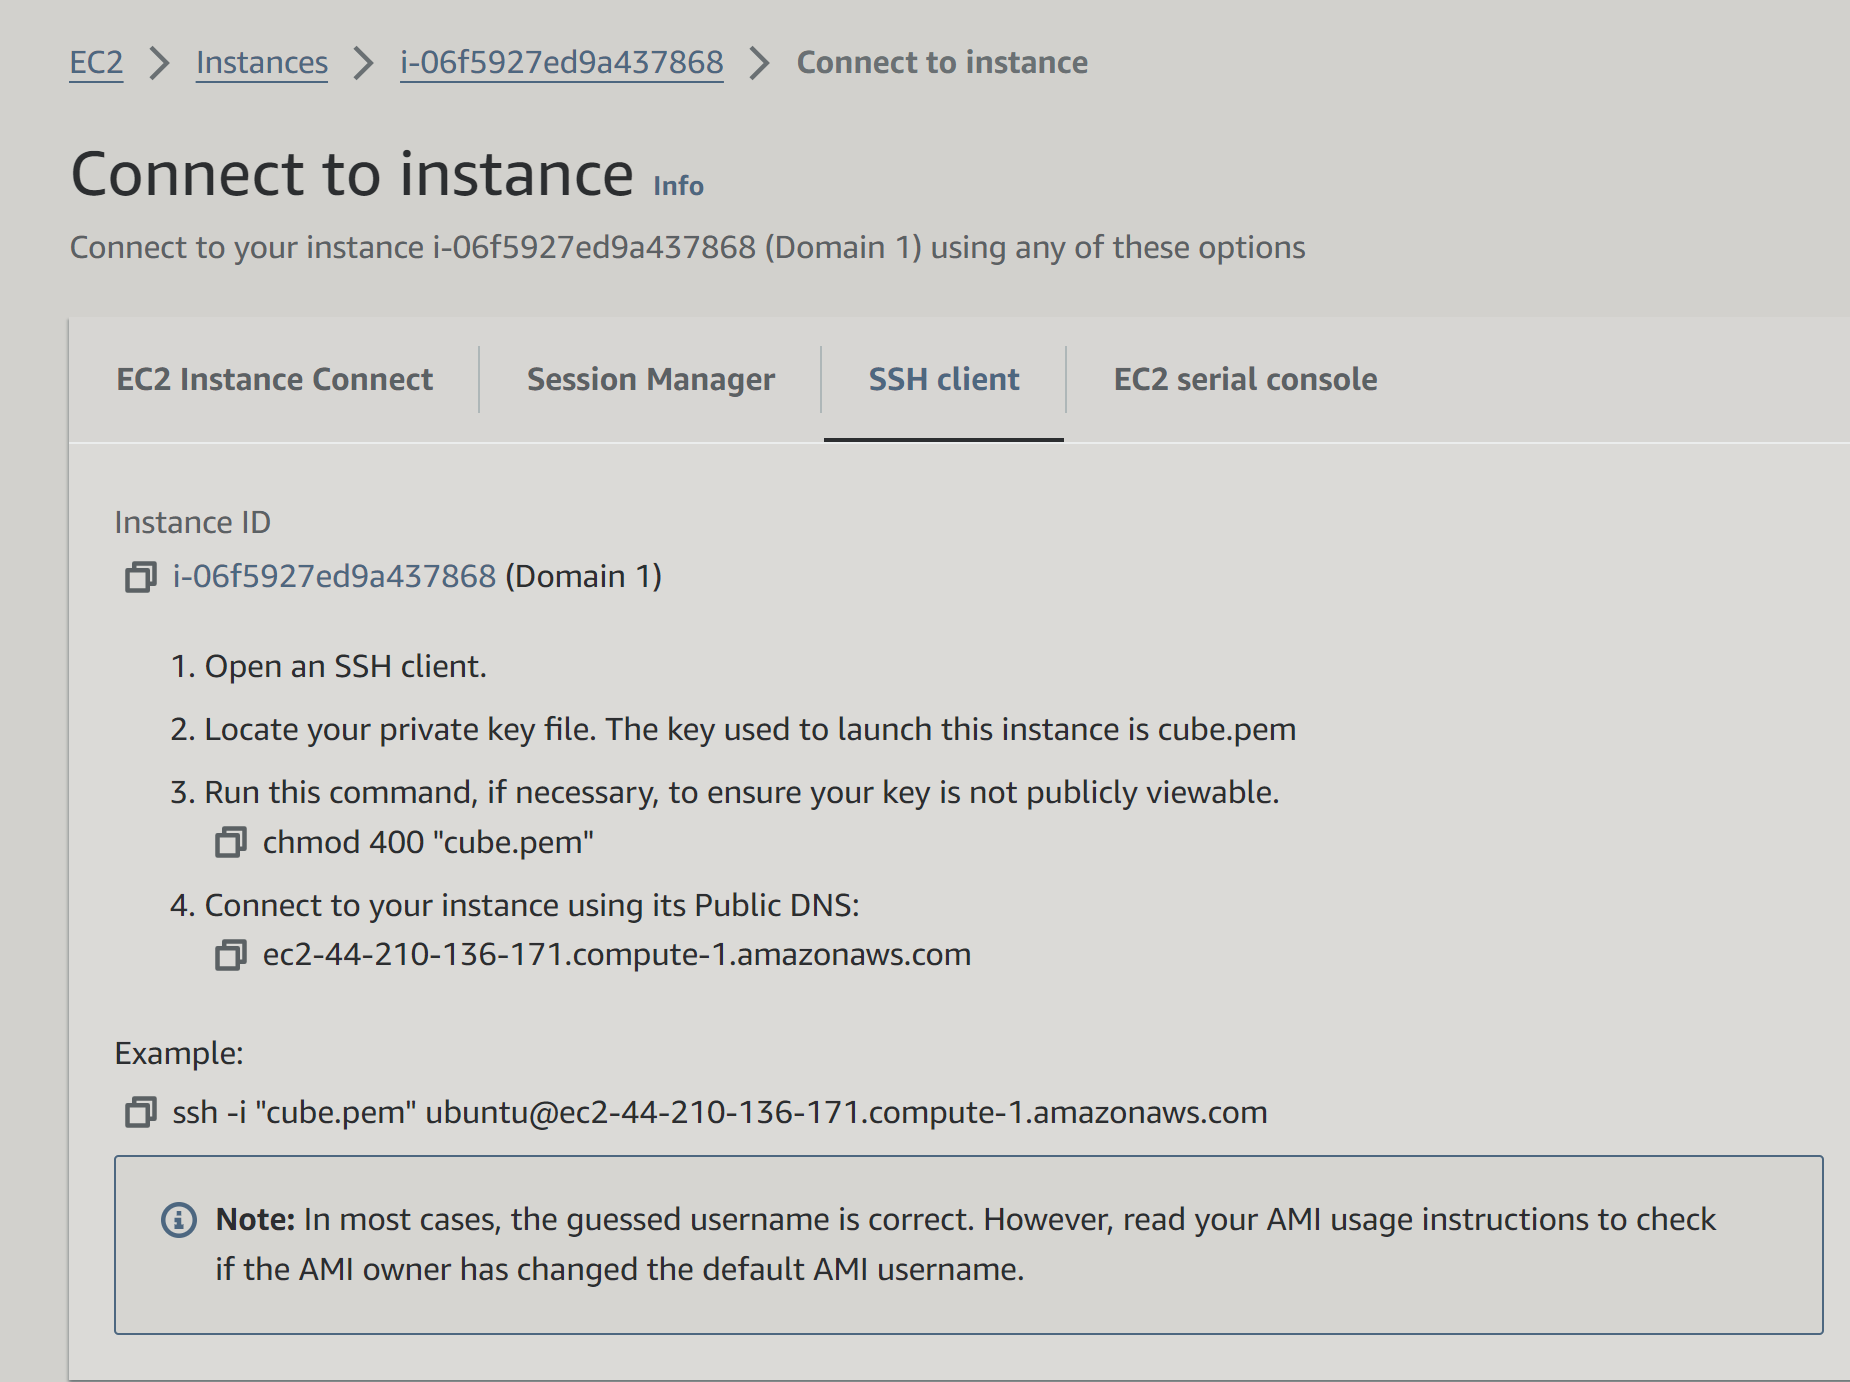 EC2 > Instances > i-06f5927ed9a437868 > Connect to instance
Connect to instance Info
Connect to your instance i-06f5927ed9a437868 (Domain 1) using any of these options
EC2 Instance Connect Session Manager SSH client EC2 serial console
Instance ID
i-06f5927ed9a437868 (Domain 1)
1. Open an SSH client.
2. Locate your private key file. The key used to launch this instance is cube.pem
3. Run this command, if necessary, to ensure your key is not publicly viewable.
chmod 400 "cube.pem"
4. Connect to your instance using its Public DNS:
ec2-44-210-136-171.compute-1.amazonaws.com
Example:
ssh -i "cube.pem" ubuntu@ec2-44-210-136-171.compute-1.amazonaws.com
Note: In most cases, the guessed username is correct. However, read your AMI usage instructions to check
if the AMI owner has changed the default AMI username.